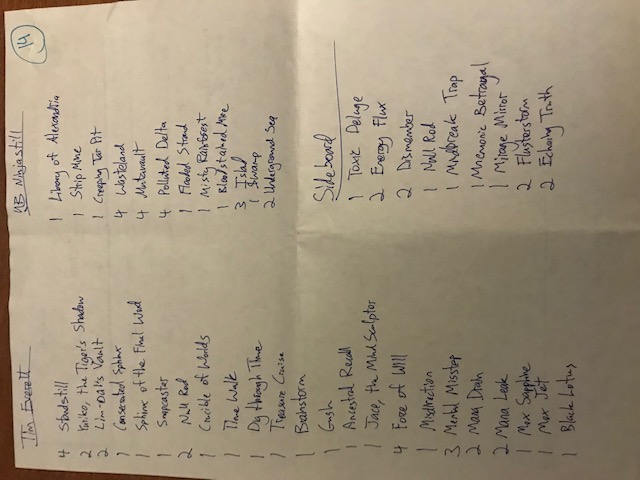 Tim Everett
4 Standstill
2 Yuriko, the Tiger's Shadow
2 Lim-Dul's Vault
1 Consecrated Sphinx
1 Sphinx of the Final Word
1 Snapcaster
2 Null Rod
1 Crucible of Worlds
1 Time Walk
1 Dig Through Time
1 Treasure Cruise
1 Brainstorm
1 Gush
1 Ancestral Recall
1 Jace, the Mind Sculptor
4 Force of Will
1 Misdirection
3 Mental Misstep
2 Mana Drain
2 Mana Leak
1 Mox Sapphire
1 Mox Jet
1 Black Lotus
UB Ninjastill
14
1 Library of Alexandria
1 Strip Mine
1 Creeping Tar Pit
4 Wasteland
4 Mutavault
4 Polluted Delta
1 Flooded Strand
1 Misty Rainforest
1 Bloodstained Mire
3 Island
1 Swamp
2 Underground Sea
Sideboard
1 Toxic Deluge
2 Energy Flux
2 Dismember
1 Null Rod
1 Mindbreak Trap
1 Mnemonic Betrayal
1 Mirage Mirror
2 Flusterstorm
2 Echoing Truth